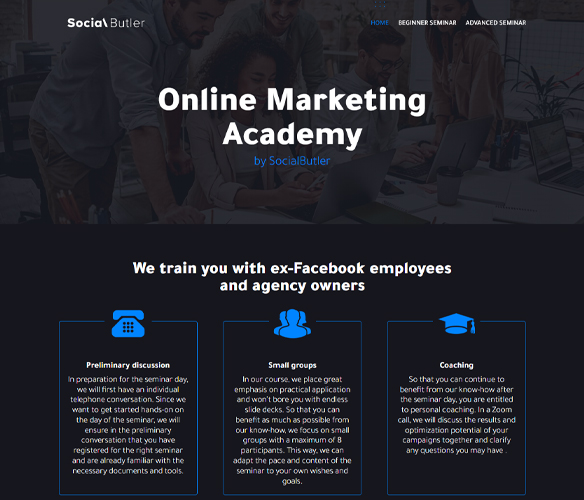 Social Butler
HOME BEGINNER SEMINAR ADVANCED SEMINAR
Online Marketing
Academy
by SocialButler
We train you with ex-Facebook employees
and agency owners
Preliminary discussion
In preparation for the seminar day,
we will first have an individual
telephone conversation. Since we
want to get started hands-on on
the day of the seminar, we will
ensure in the preliminary
conversation that you have
registered for the right seminar
and are already familiar with the
necessary documents and tools.
Small groups
In our course, we place great
emphasis on practical application
and won't bore you with endless
slide decks. So that you can
benefit as much as possible from
our know-how, we focus on small
groups with a maximum of 8
participants. This way, we can
adapt the pace and content of the
seminar to your own wishes and
goals.
Coaching
So that you can continue to
benefit from our know-how after
the seminar day, you are entitled
to personal coaching. In a Zoom
call, we will discuss the results and
optimization potential of your
campaigns together and clarify
any questions you may have .